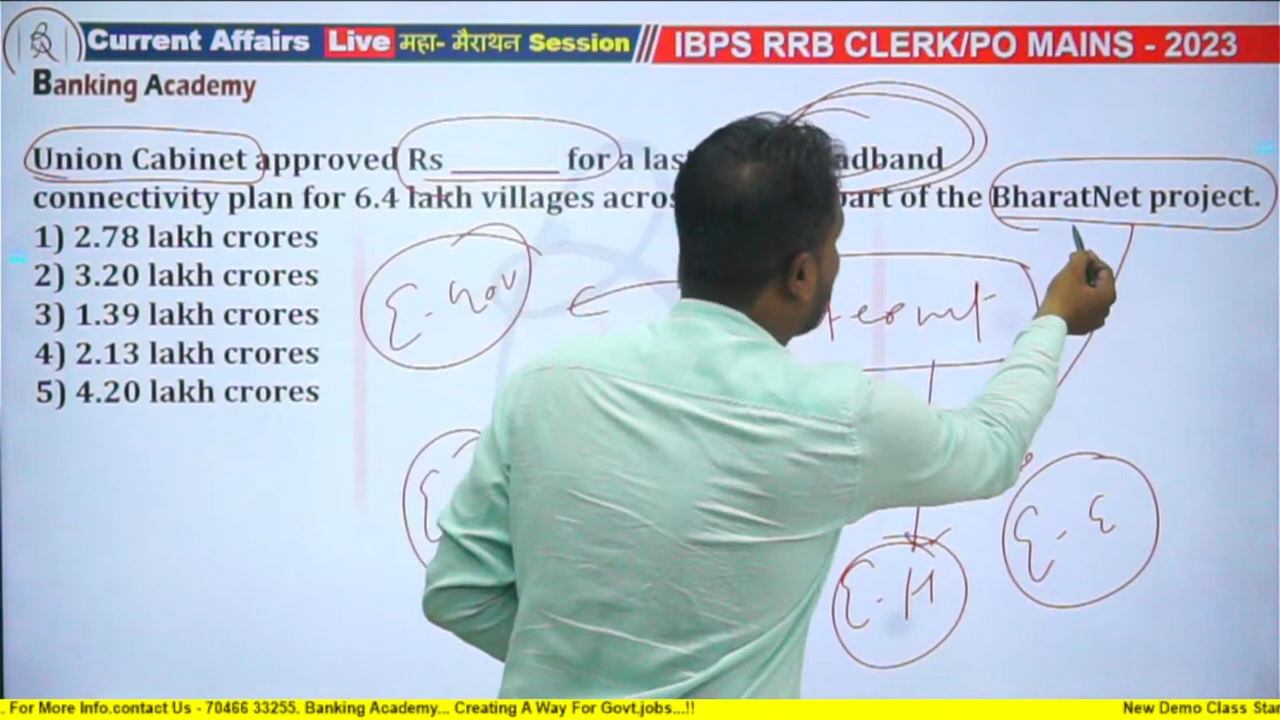 Current Affairs Live महा- मैराथन Session // IBPS RRB CLERK/PO MAINS - 2023
Banking Academy
Union Cabinet approved Rs ______ for a las adband
connectivity plan for 6.4 lakh villages acros part of the BharatNet project.
1) 2.78 lakh crores
2) 3.20 lakh crores
3) 1.39 lakh crores
4) 2.13 lakh crores
5) 4.20 lakh crores
E. Gov
E. H
E. E
. For More Info.contact Us - 70466 33255. Banking Academy... Creating A Way For Govt.jobs...!! New Demo Class Star